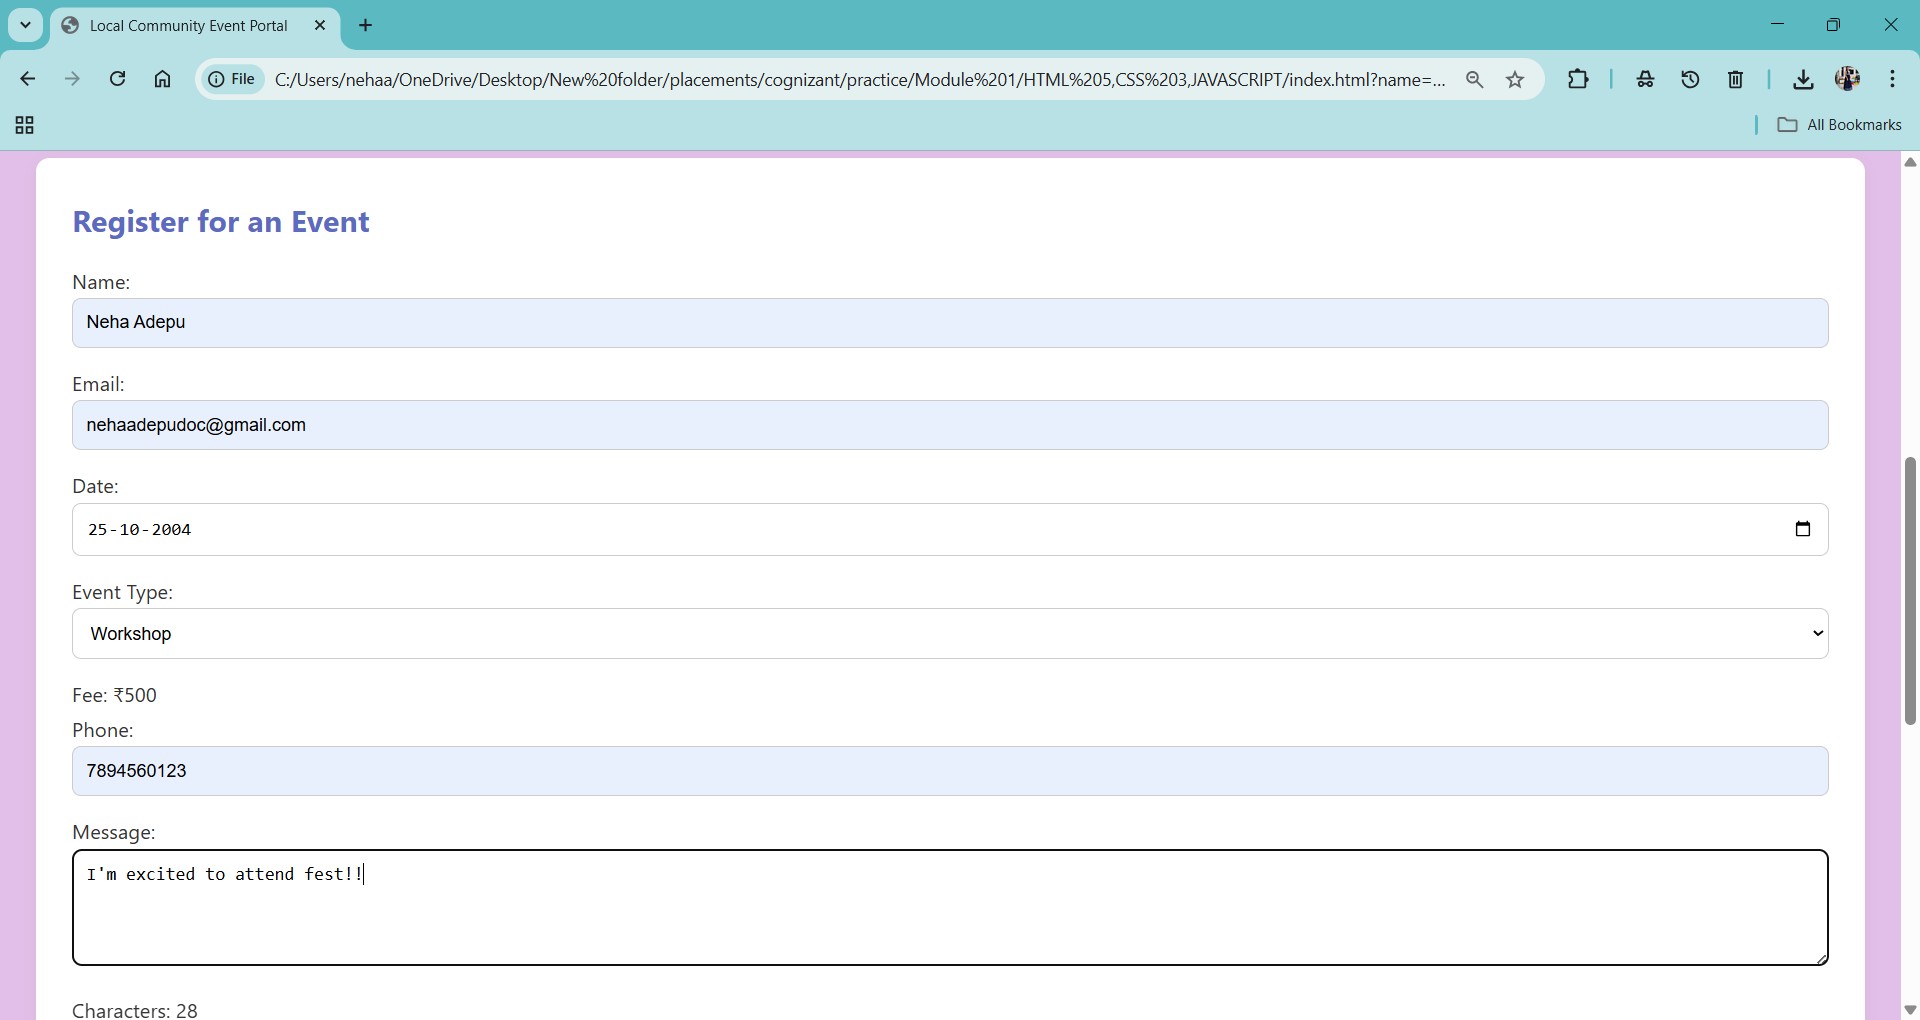 Local Community Event Portal
File
C:/Users/nehaa/OneDrive/Desktop/New%20folder/placements/cognizant/practice/Module%201/HTML%205,CSS%203,JAVASCRIPT/index.html?name=...
All Bookmarks
Register for an Event
Name:
Neha Adepu
Email:
nehaadepudoc@gmail.com
Date:
25-10-2004
Event Type:
Workshop
Fee: ₹500
Phone:
7894560123
Message:
I'm excited to attend fest!!
Characters: 28